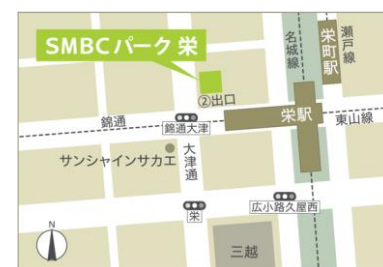 SMBCパーク 栄
②出口
名城線
栄町駅
瀬戸線
錦通
錦通大津
栄駅
東山線
サンシャインサカエ
大津通
栄
広小路久屋西
三越
N